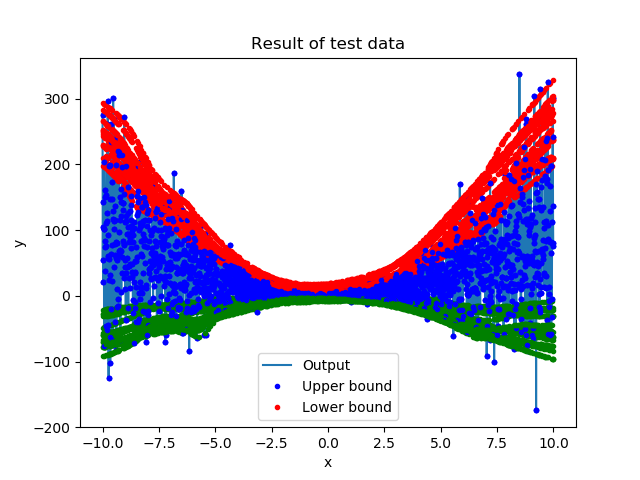 Result of test data
300
200
100
0
−100
−200
y
−10.0 −7.5 −5.0 −2.5 0.0 2.5 5.0 7.5 10.0
x
Output
Upper bound
Lower bound